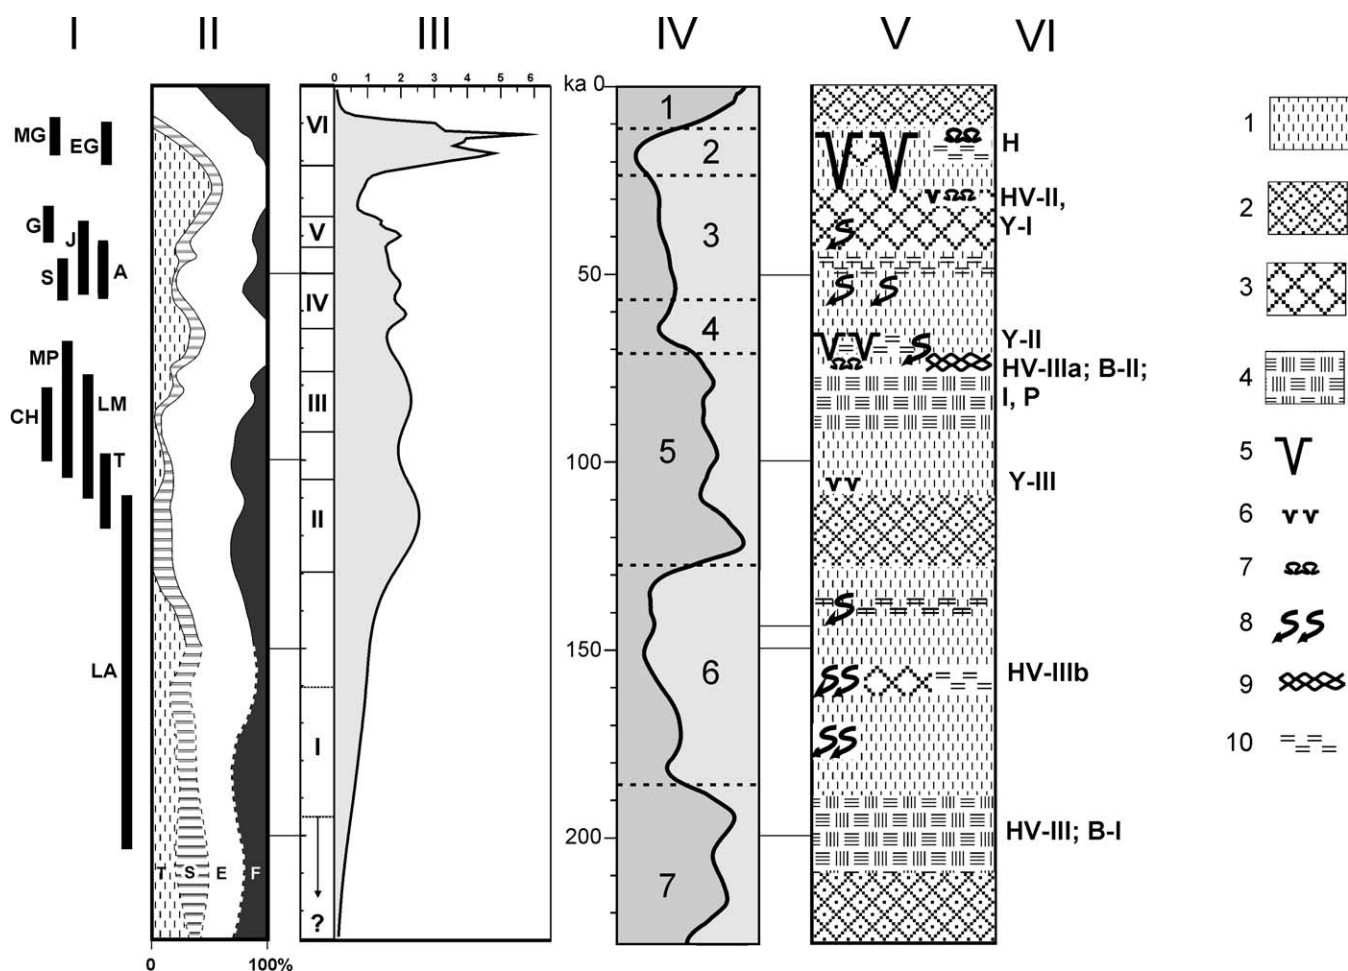 I II III IV V VI
0 1 2 3 4 5 6
ka 0
MG EG
VI
1
2
H
1
HV-II,
Y-I
2
G J
S A
V
3
3
50
IV
4
MP
Y-II
HV-IIIa; B-II;
I, P
4
CH LM
III
5
T
100
5
Y-III
II
6
7
LA
150
6
HV-IIIb
8
9
I
10
200
HV-III; B-I
T S E F
7
?
0 100%